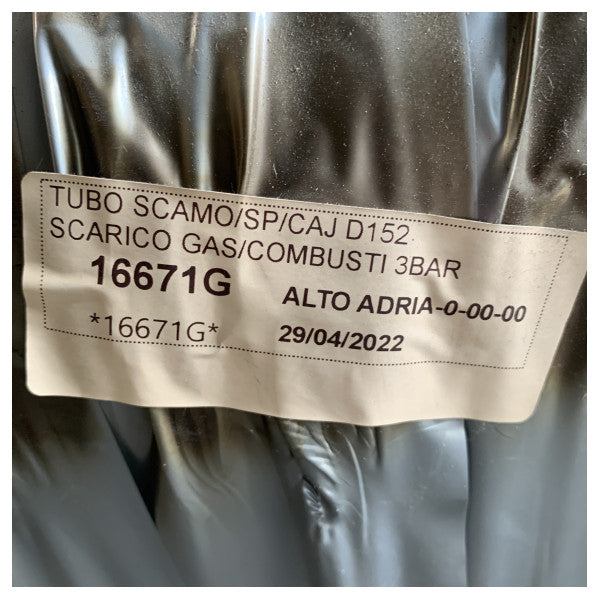 TUBO SCAMO/SP/CAJ D152
SCARICO GAS/COMBUSTI 3BAR
16671G
ALTO ADRIA-0-00-00
*16671G*
29/04/2022